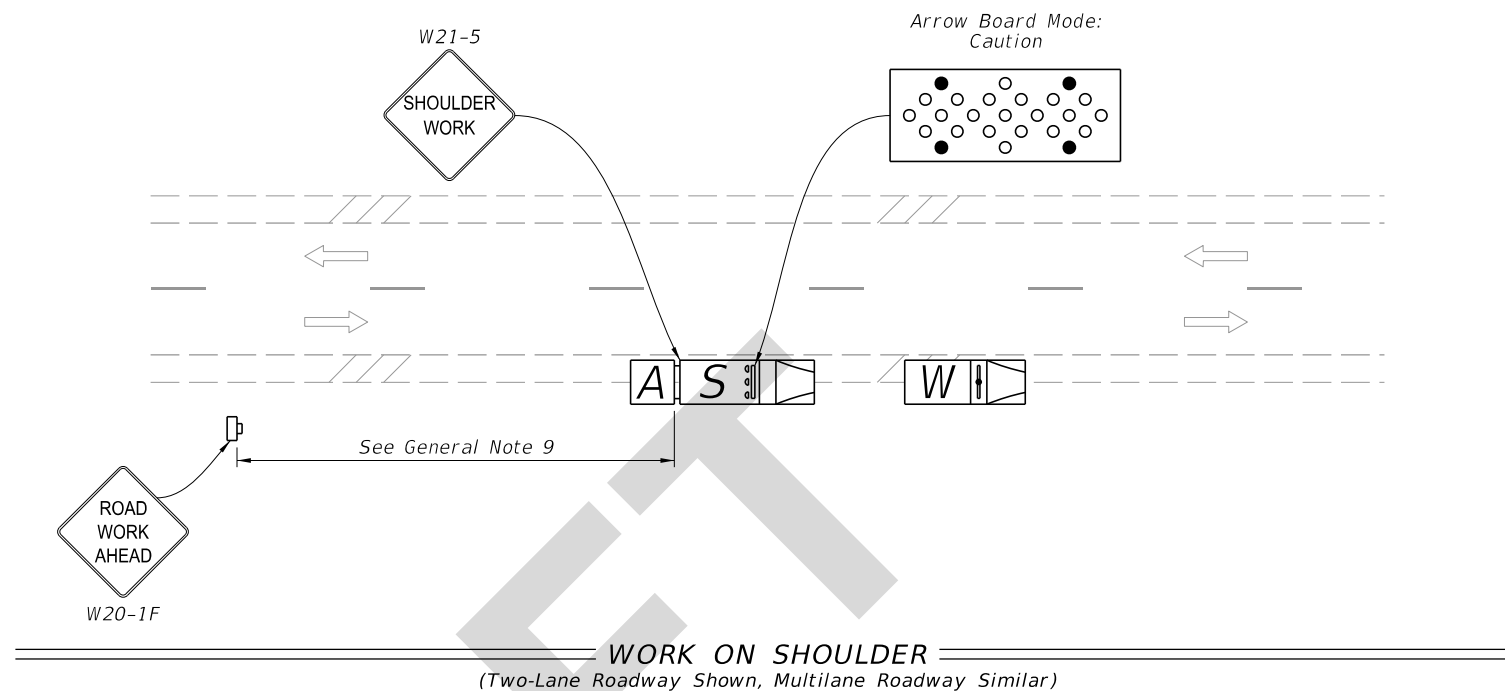 W21-5
SHOULDER
WORK
Arrow Board Mode:
Caution
A S
W
See General Note 9
ROAD
WORK
AHEAD
W20-1F
WORK ON SHOULDER
(Two-Lane Roadway Shown, Multilane Roadway Similar)